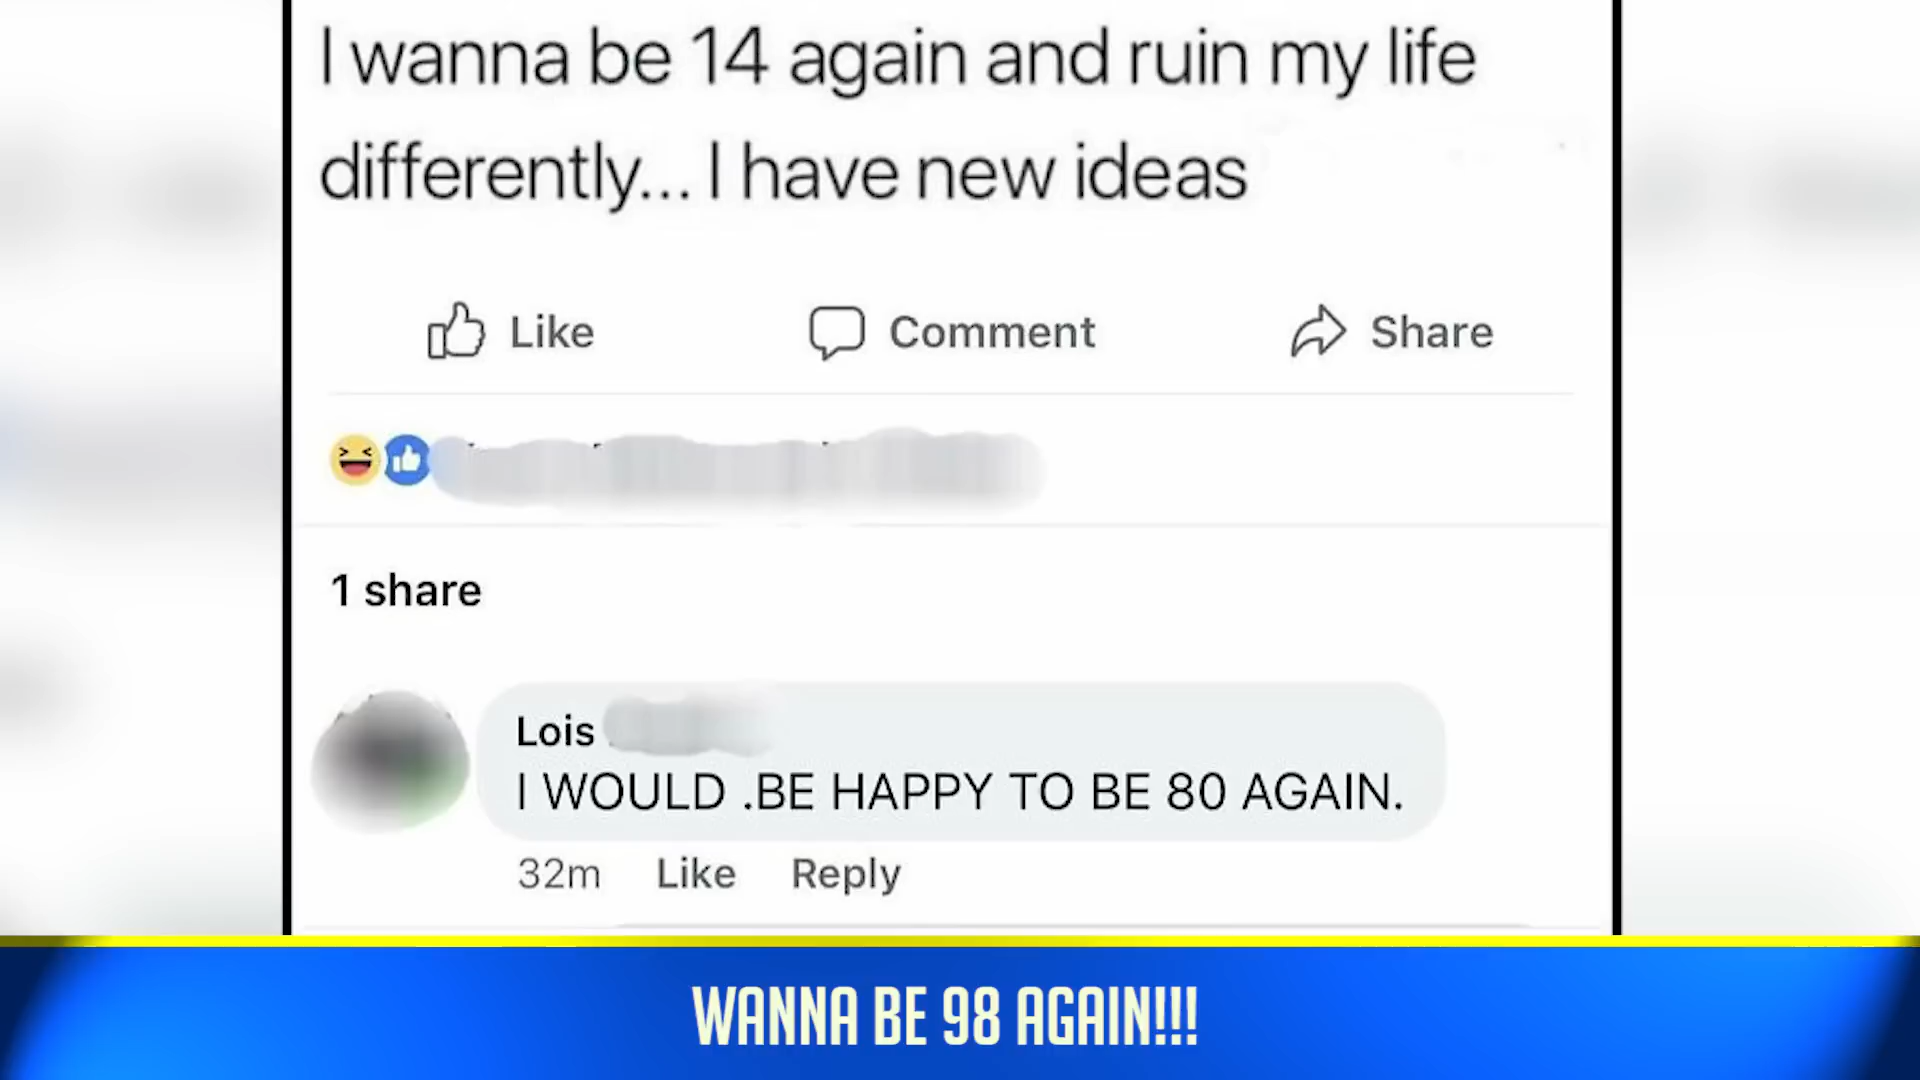 I wanna be 14 again and ruin my life
differently... I have new ideas
Like Comment Share
1 share
Lois
I WOULD .BE HAPPY TO BE 80 AGAIN.
32m Like Reply
WANNA BE 98 AGAIN!!!